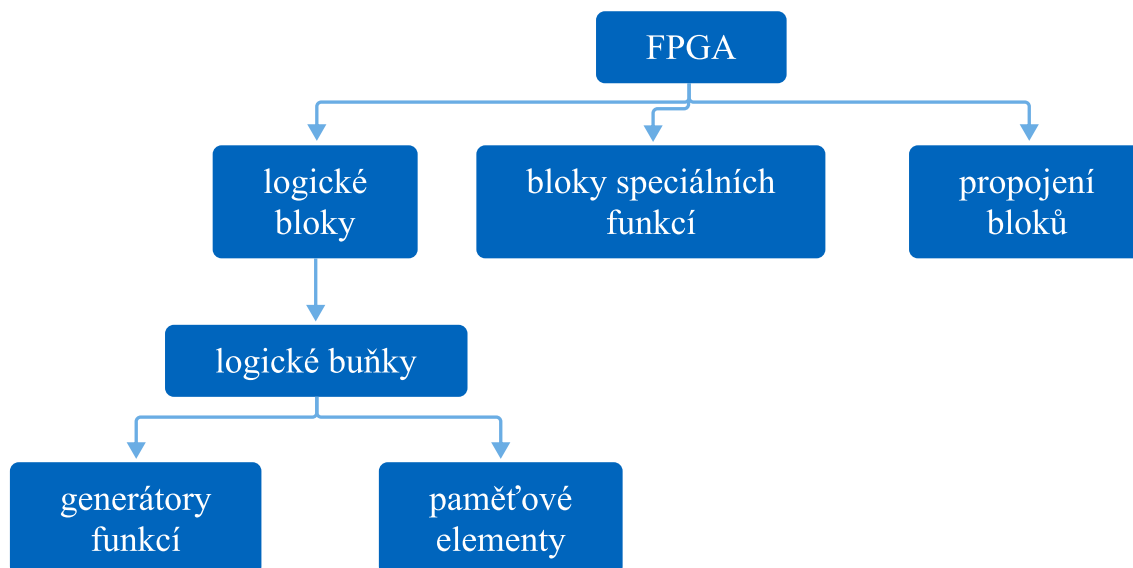 FPGA
logické
bloky
bloky speciálních
funkcí
propojení
bloků
logické buňky
generátory
funkcí
paměťové
elementy